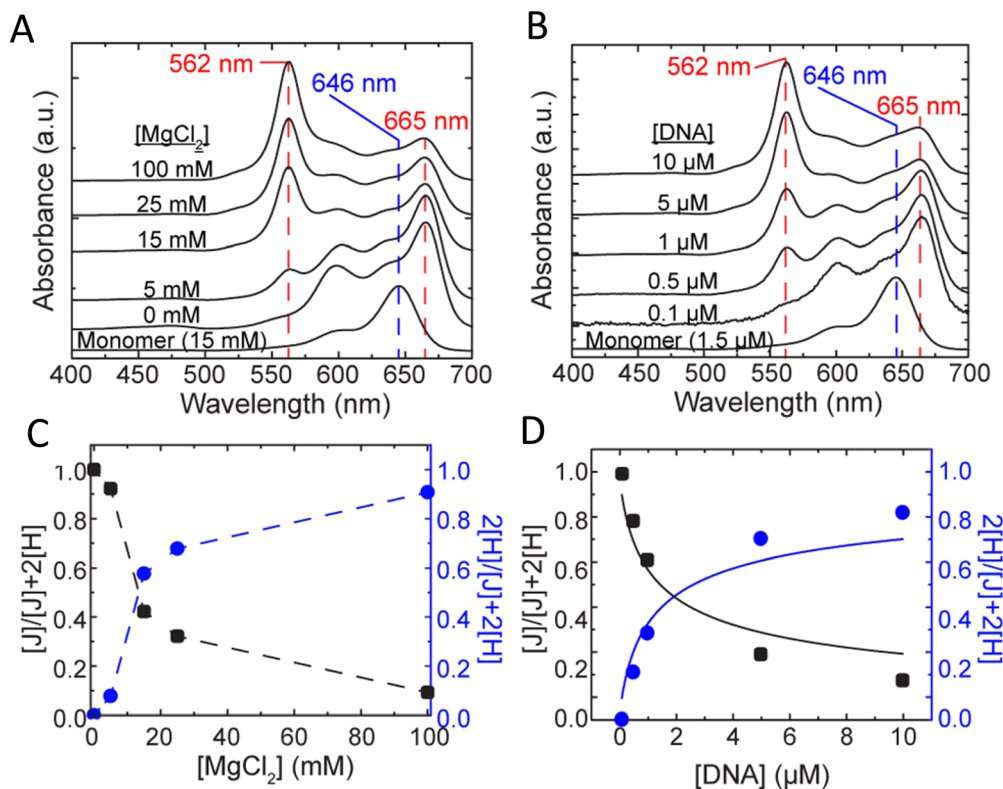 A
562 nm
646 nm
665 nm
[MgCl₂]
100 mM
25 mM
15 mM
5 mM
0 mM
Monomer (15 mM)
Absorbance (a.u.)
400 450 500 550 600 650 700
Wavelength (nm)
B
562 nm
646 nm
665 nm
[DNA]
10 µM
5 µM
1 µM
0.5 µM
0.1 µM
Monomer (1.5 µM)
Absorbance (a.u.)
400 450 500 550 600 650 700
Wavelength (nm)
C
[J]/[J]+2[H]
1.0
0.8
0.6
0.4
0.2
0.0
2[H]/[J]+2[H]
1.0
0.8
0.6
0.4
0.2
0.0
0 20 40 60 80 100
[MgCl₂] (mM)
D
[J]/[J]+2[H]
1.0
0.8
0.6
0.4
0.2
0.0
2[H]/[J]+2[H]
1.0
0.8
0.6
0.4
0.2
0.0
0 2 4 6 8 10
[DNA] (µM)